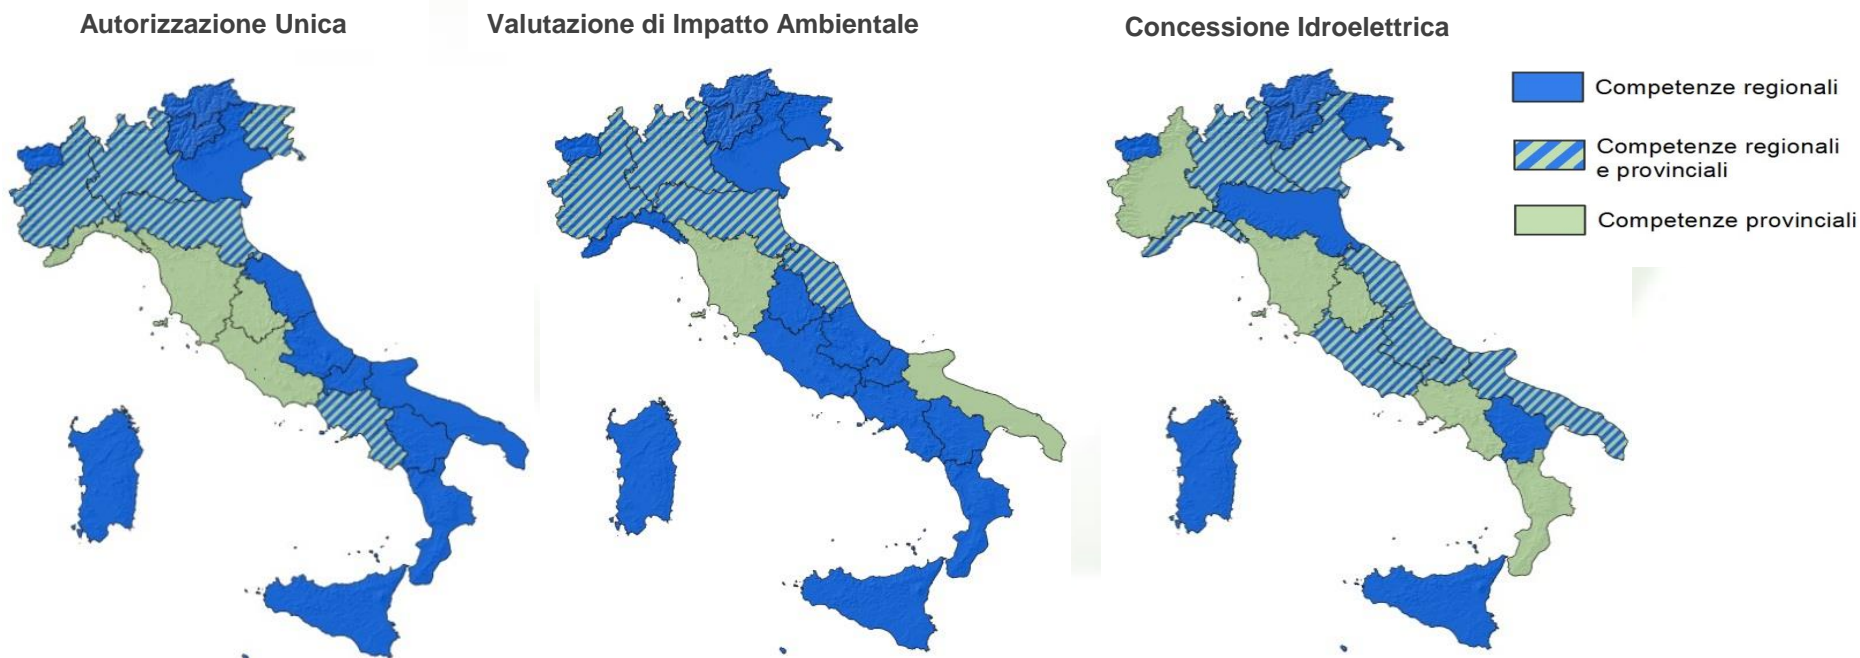 Autorizzazione Unica
Valutazione di Impatto Ambientale
Concessione Idroelettrica
Competenze regionali
Competenze regionali
e provinciali
Competenze provinciali